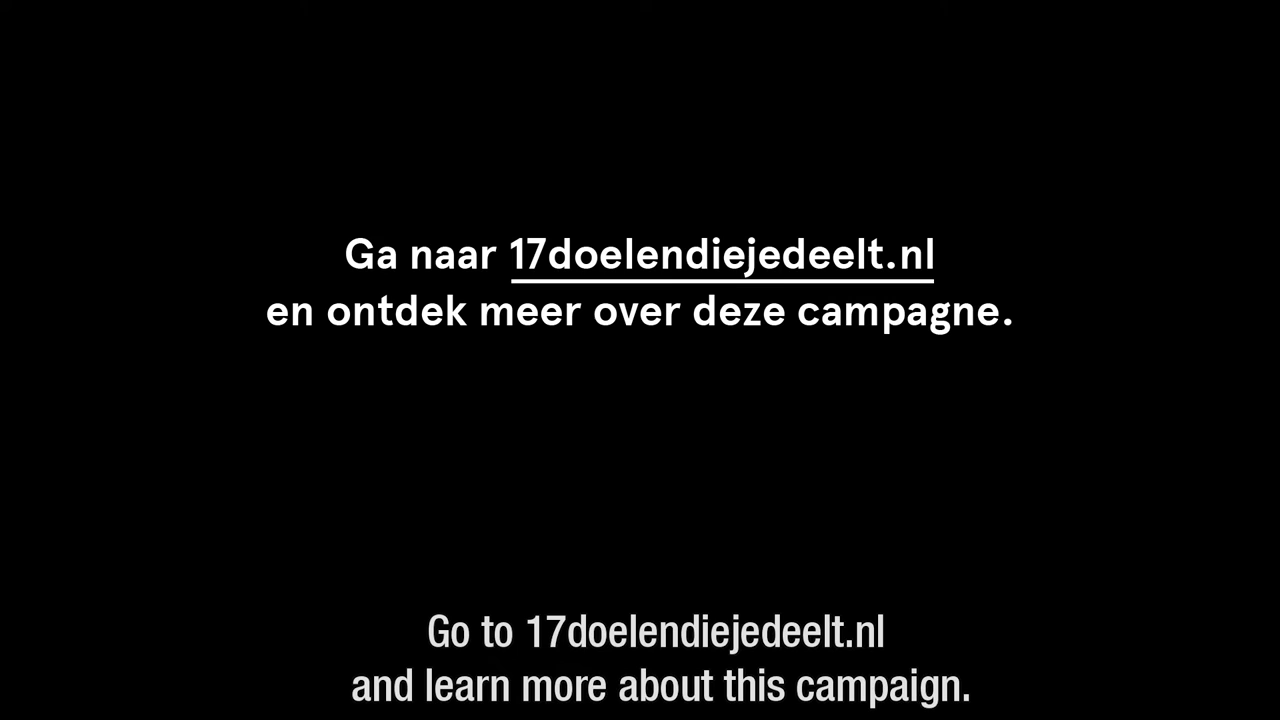 Ga naar 17doelendiejedeelt.nl
en ontdek meer over deze campagne.
Go to 17doelendiejedeelt.nl
and learn more about this campaign.